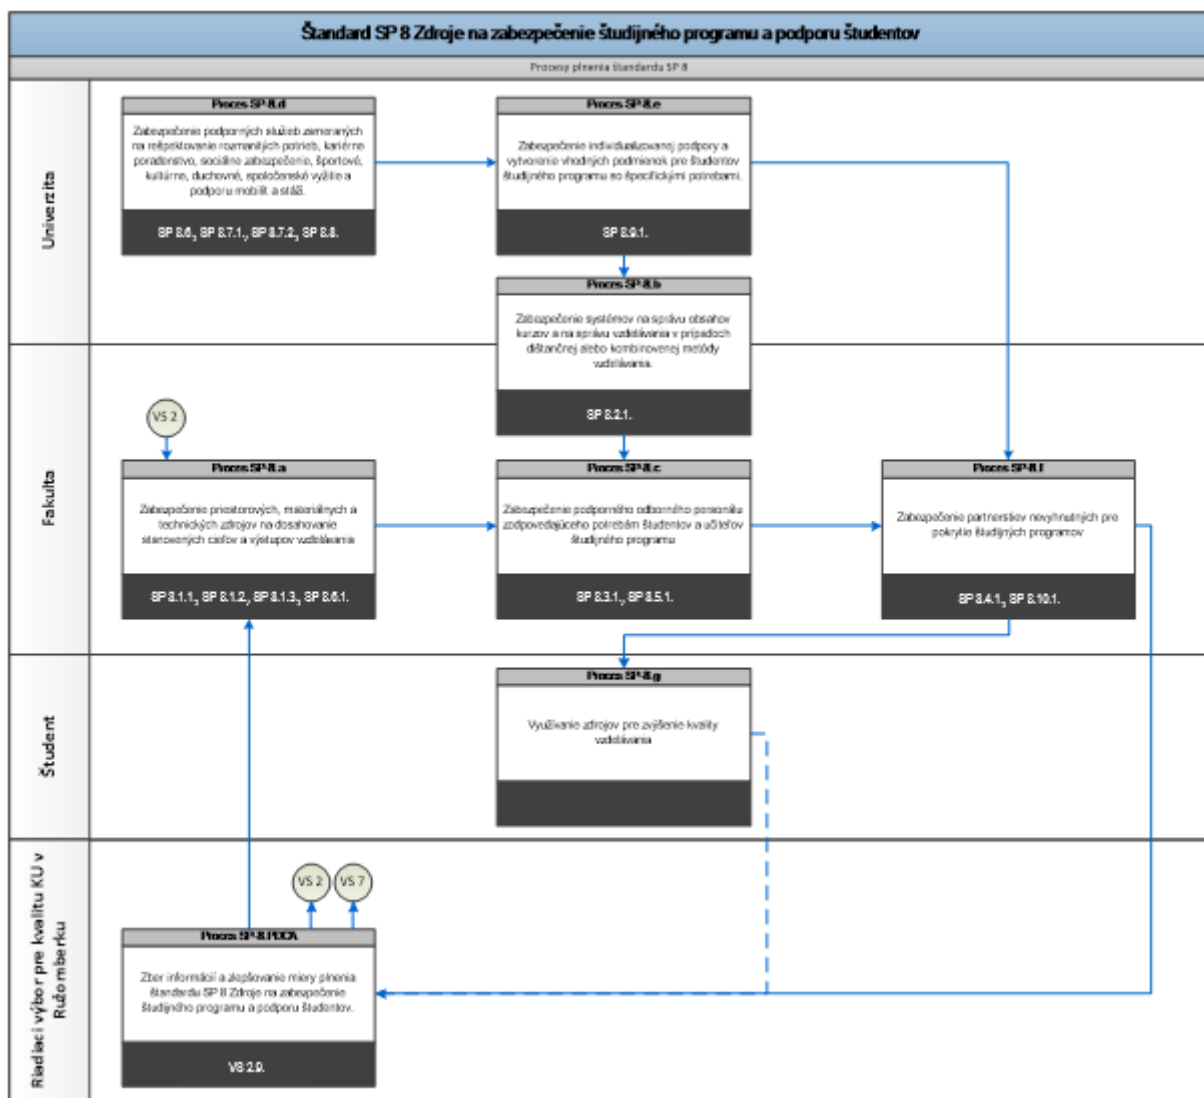 Štandard SP 8 Zdroje na zabezpečenie študijného programu a podporu študentov
Procesy plnenia štandardu SP 8
Univerzita
Proces SP-8.d
Zabezpečenie podporných služieb zameraných
na rešpektovanie rozmanitých potrieb, kariérne
poradenstvo, sociálne zabezpečenie, športové,
kultúrne, duchovné, spoločenské vyžitie a
podporu mobilít a stáží.
SP 8.6., SP 8.7.1., SP 8.7.2., SP 8.8.
Proces SP-8.e
Zabezpečenie individualizovanej podpory a
vytvorenie vhodných podmienok pre študentov
študijného programu so špecifickými potrebami.
SP 8.9.1.
Proces SP-8.b
Zabezpečenie systémov na správu obsahov
kurzov a na správu vzdelávania v prípadoch
dištančnej alebo kombinovanej metódy
vzdelávania.
SP 8.2.1.
Fakulta
VS 2
Proces SP-8.a
Zabezpečenie priestorových, materiálnych a
technických zdrojov na dosahovanie
stanovených cieľov a výstupov vzdelávania
SP 8.1.1., SP 8.1.2., SP 8.1.3., SP 8.6.1.
Proces SP-8.c
Zabezpečenie podporného odborného personálu
zodpovedajúceho potrebám študentov a učiteľov
študijného programu
SP 8.3.1., SP 8.5.1.
Proces SP-8.f
Zabezpečenie partnerstiev nevyhnutných pre
pokrytie študijných programov
SP 8.4.1., SP 8.10.1.
Študent
Proces SP-8.g
Využívanie zdrojov pre zvýšenie kvality
vzdelávania
Riadiaci výbor pre kvalitu KU v
Ružomberku
VS 2
VS 7
Proces SP-8.PDCA
Zber informácií a zlepšovanie miery plnenia
štandardu SP 8 Zdroje na zabezpečenie
študijného programu a podporu študentov.
VS 2.9.